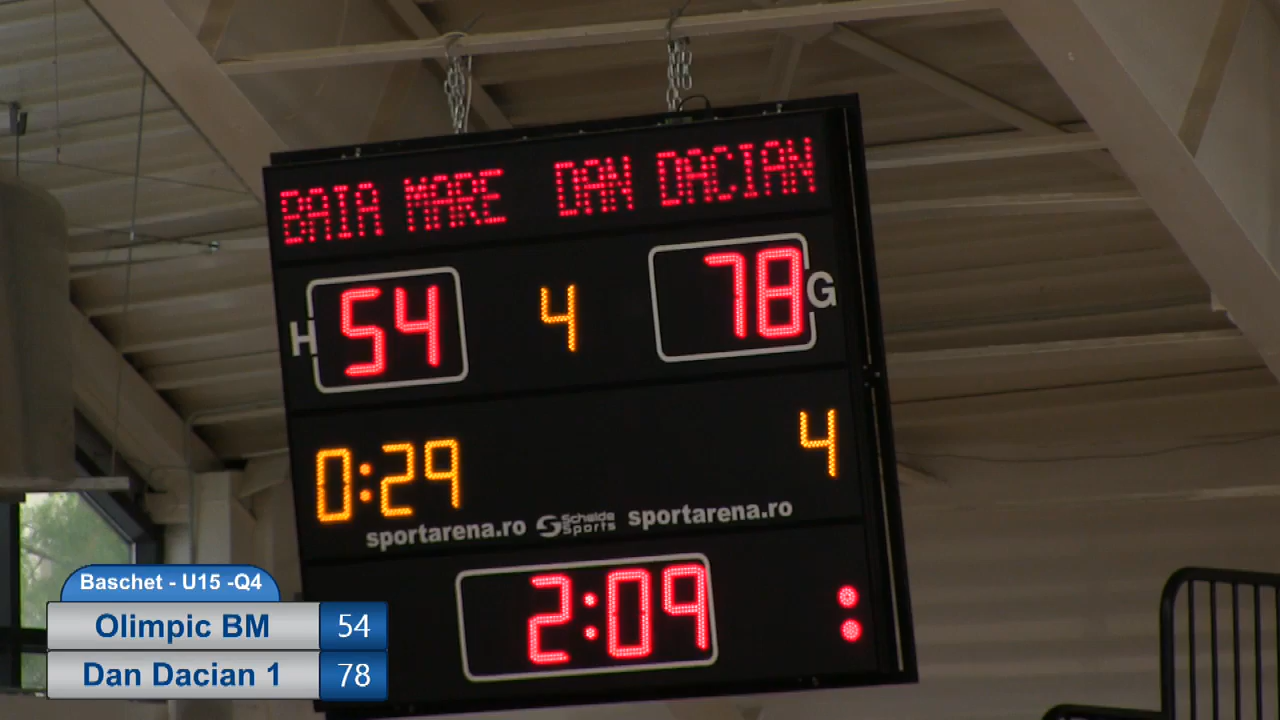 BAIA MARE DAN DACIAN
H 54 4 78 G
0:29 4
sportarena.ro Schelde Sports sportarena.ro
2:09 :
Baschet - U15 -Q4
Olimpic BM 54
Dan Dacian 1 78